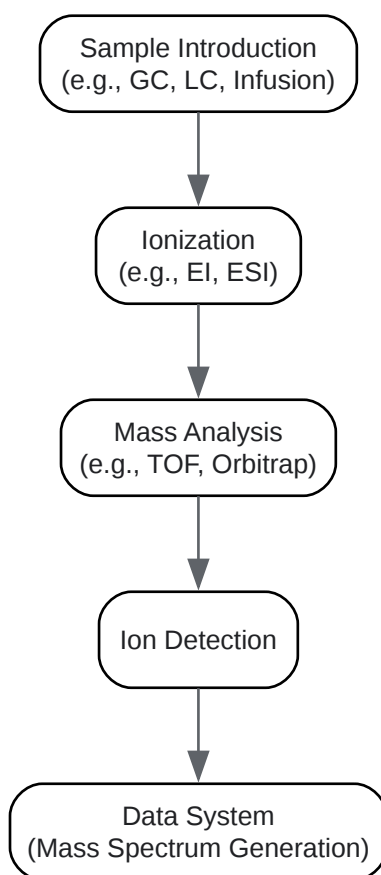 Sample Introduction
(e.g., GC, LC, Infusion)
Ionization
(e.g., EI, ESI)
Mass Analysis
(e.g., TOF, Orbitrap)
Ion Detection
Data System
(Mass Spectrum Generation)